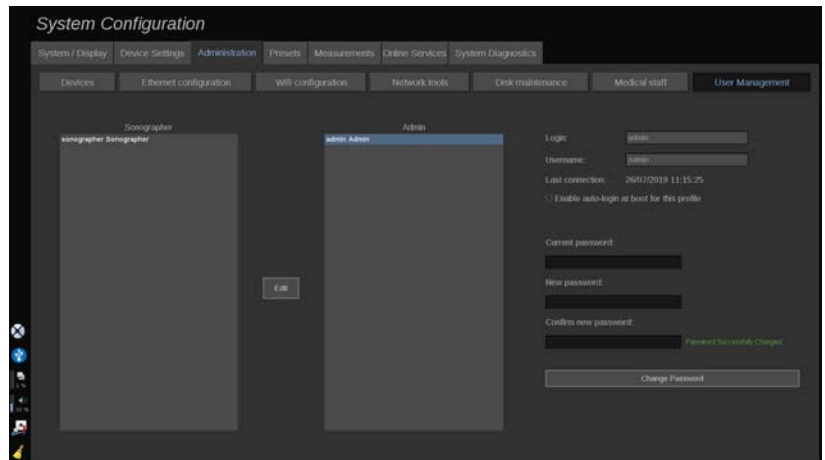 System Configuration
System / Display Device Settings Administration Presets Measurements Online Services System Diagnostics
Devices Ethernet configuration Wifi configuration Network tools Disk maintenance Medical staff User Management
Sonographer Admin
sonographer Sonographer admin Admin
Login: admin
Username: Admin
Last connection: 26/07/2019 11:15:25
Enable auto-login at boot for this profile
Current password:
Edit
New password:
Confirm new password:
Password Successfully Changed
Change Password
1 %